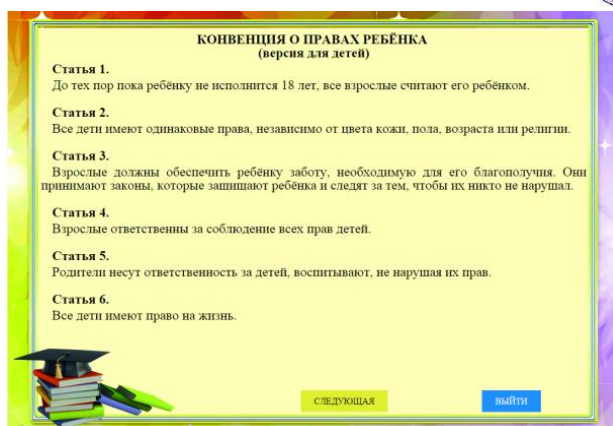 КОНВЕНЦИЯ О ПРАВАХ РЕБЁНКА
(версия для детей)
Статья 1.
До тех пор пока ребёнку не исполнится 18 лет, все взрослые считают его ребёнком.
Статья 2.
Все дети имеют одинаковые права, независимо от цвета кожи, пола, возраста или религии.
Статья 3.
Взрослые должны обеспечить ребёнку заботу, необходимую для его благополучия. Они
принимают законы, которые защищают ребёнка и следят за тем, чтобы их никто не нарушал.
Статья 4.
Взрослые ответственны за соблюдение всех прав детей.
Статья 5.
Родители несут ответственность за детей, воспитывают, не нарушая их прав.
Статья 6.
Все дети имеют право на жизнь.
СЛЕДУЮЩАЯ
ВЫЙТИ